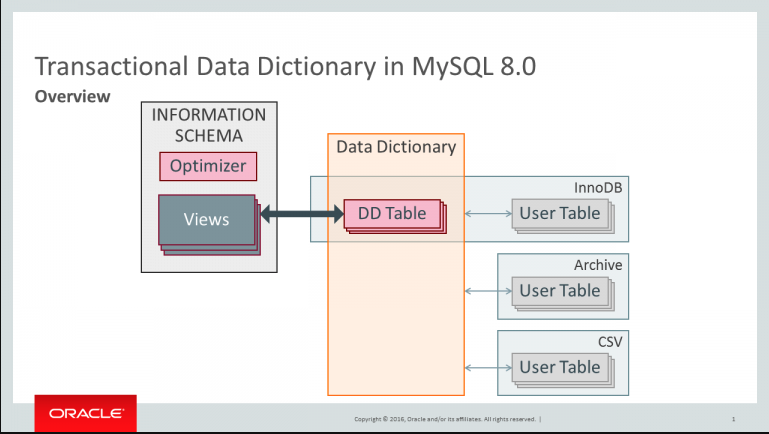 Transactional Data Dictionary in MySQL 8.0
Overview
INFORMATION
SCHEMA
Optimizer
Views
Data Dictionary
DD Table
InnoDB
User Table
Archive
User Table
CSV
User Table
ORACLE®
Copyright © 2016, Oracle and/or its affiliates. All rights reserved. |
1